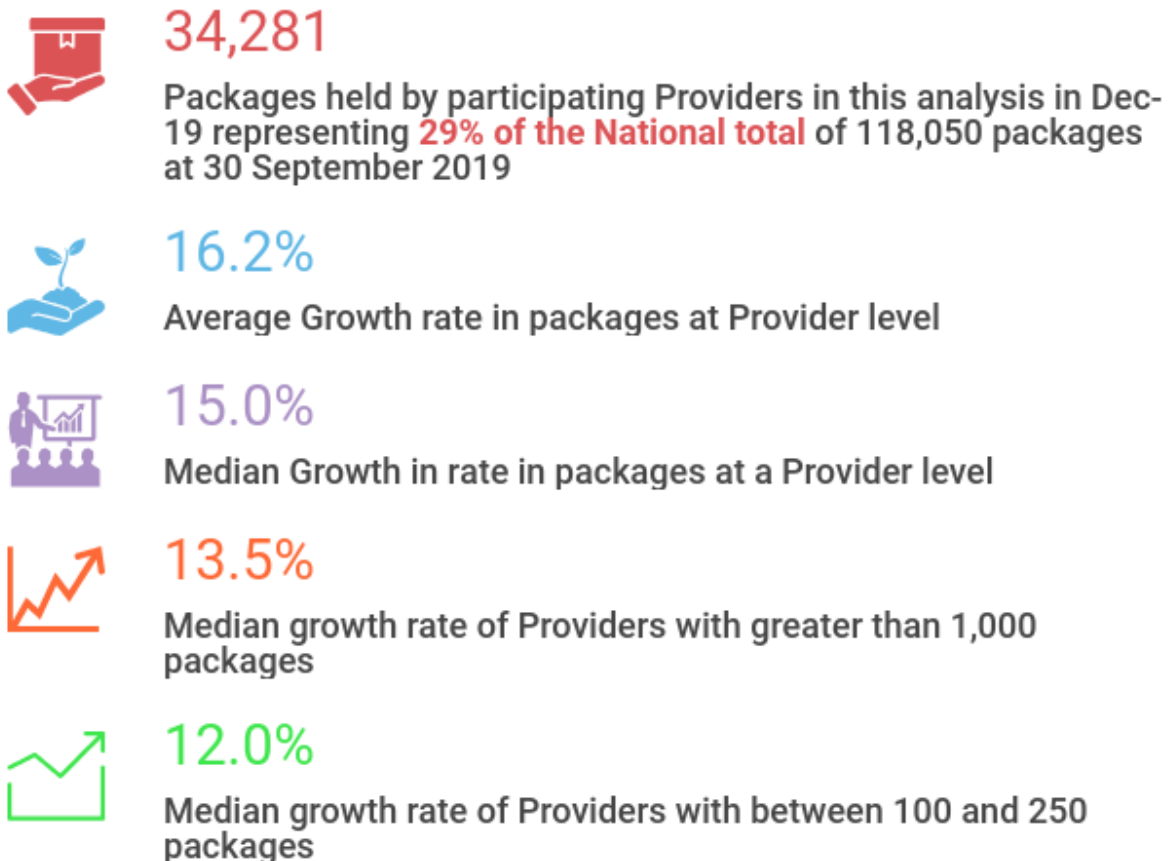 34,281
Packages held by participating Providers in this analysis in Dec-
19 representing 29% of the National total of 118,050 packages
at 30 September 2019
16.2%
Average Growth rate in packages at Provider level
15.0%
Median Growth in rate in packages at a Provider level
13.5%
Median growth rate of Providers with greater than 1,000
packages
12.0%
Median growth rate of Providers with between 100 and 250
packages